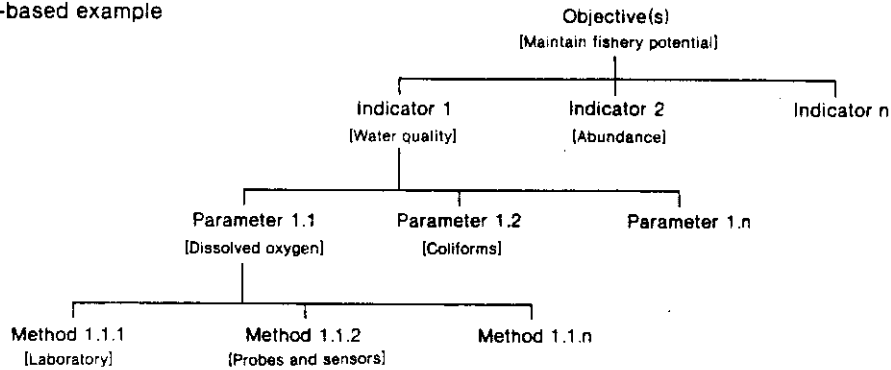 -based example
Objective(s)
[Maintain fishery potential]
Indicator 1 Indicator 2 Indicator n
[Water quality] [Abundance]
Parameter 1.1 Parameter 1.2 Parameter 1.n
[Dissolved oxygen] [Coliforms]
Method 1.1.1 Method 1.1.2 Method 1.1.n
[Laboratory] [Probes and sensors]